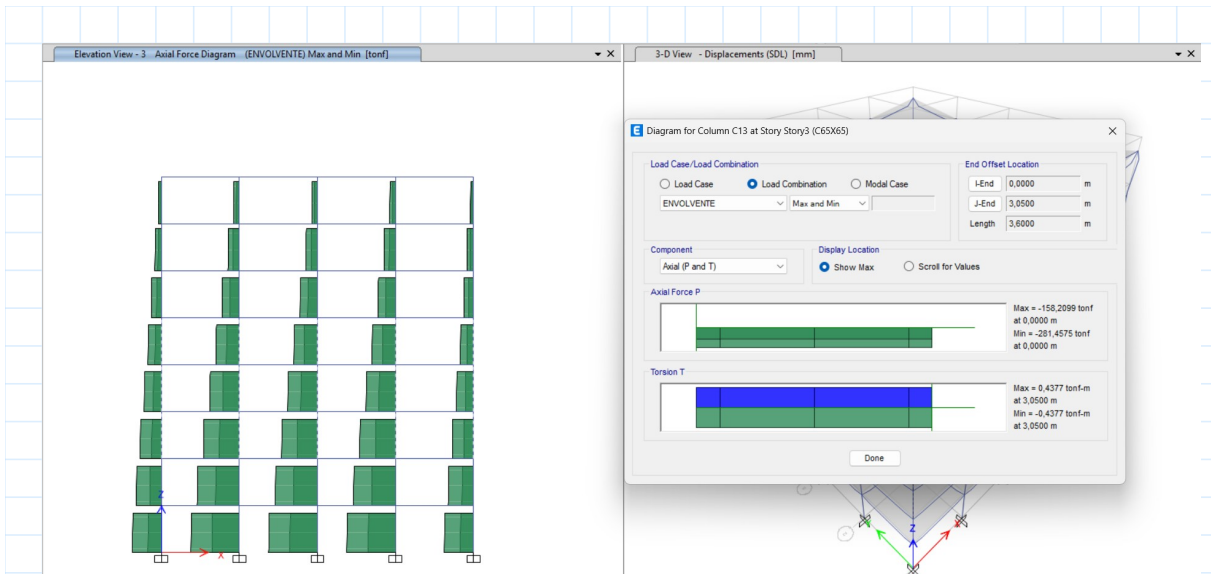 Elevation View - 3 Axial Force Diagram (ENVOLVENTE) Max and Min [tonf]
3-D View - Displacements (SDL) [mm]
Diagram for Column C13 at Story Story3 (C65X65)
Load Case/Load Combination
Load Case
Load Combination
Modal Case
ENVOLVENTE
Max and Min
End Offset Location
I-End 0,0000 m
J-End 3,0500 m
Length 3,6000 m
Component
Axial (P and T)
Display Location
Show Max
Scroll for Values
Axial Force P
Max = -158,2099 tonf
at 0,0000 m
Min = -281,4575 tonf
at 0,0000 m
Torsion T
Max = 0,4377 tonf-m
at 3,0500 m
Min = -0,4377 tonf-m
at 3,0500 m
Done
Z
X
Z
X